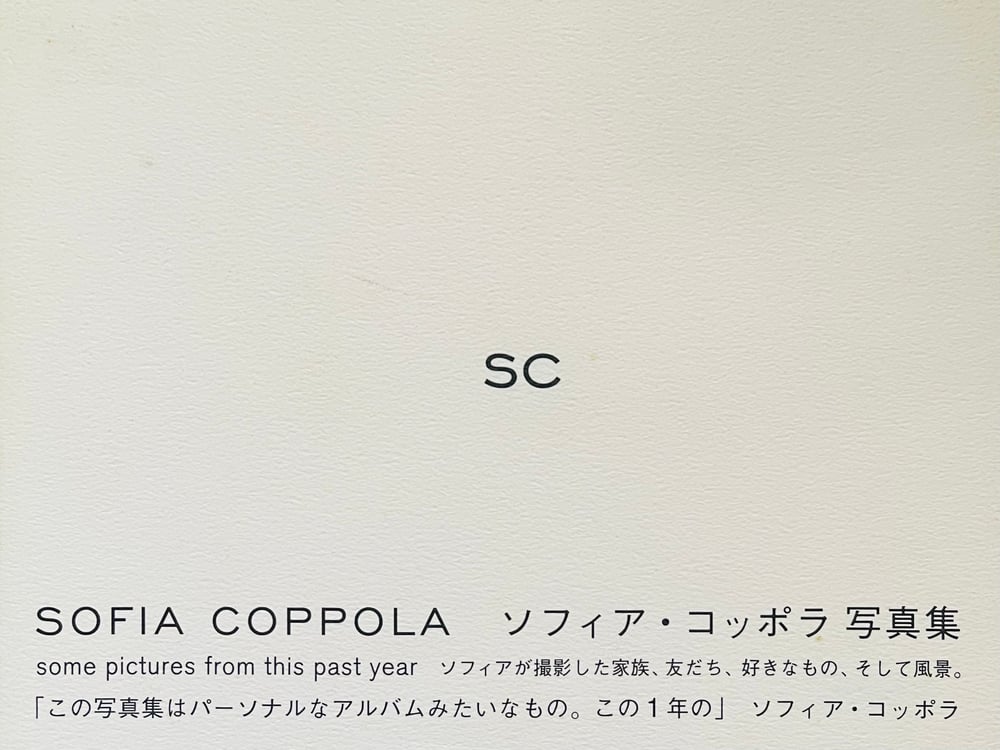 SC
SOFIA COPPOLA ソフィア・コッポラ 写真集
some pictures from this past year ソフィアが撮影した家族、友だち、好きなもの、そして風景。
「この写真集はパーソナルなアルバムみたいなもの。この1年の」 ソフィア・コッポラ